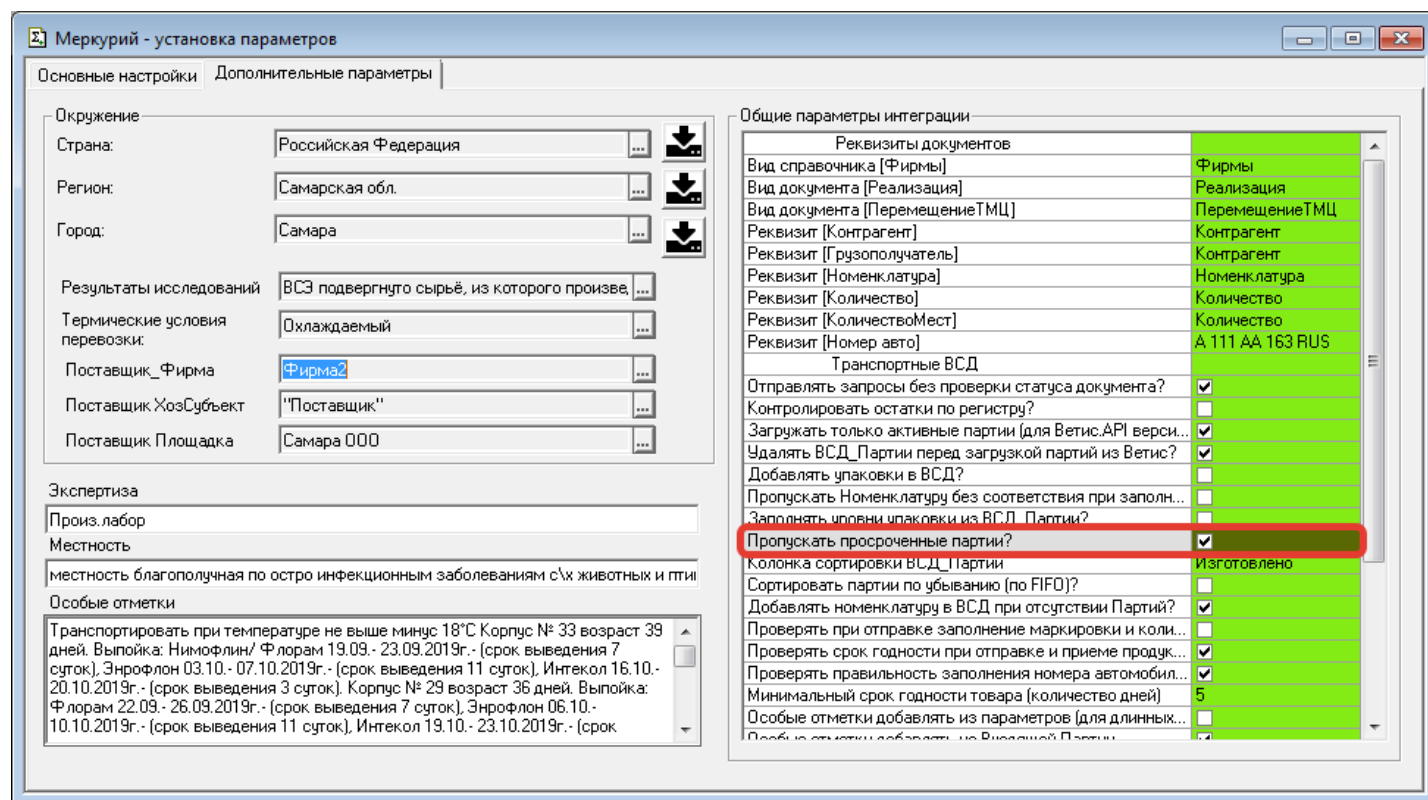 Меркурий - установка параметров
Основные настройки Дополнительные параметры
Окружение
Страна: Российская Федерация ...
Регион: Самарская обл. ...
Город: Самара ...
Результаты исследований ВСЭ подвергнуто сырьё, из которого произве, ...
Термические условия
перевозки: Охлаждаемый ...
Поставщик_Фирма Фирма2 ...
Поставщик ХозСубъект "Поставщик" ...
Поставщик Площадка Самара ООО ...
Экспертиза
Произ.лабор
Местность
местность благополучная по остро инфекционным заболеваниям с\х животных и птиц
Особые отметки
Транспортировать при температуре не выше минус 18°С Корпус № 33 возраст 39
дней. Выпойка: Нимофлин/ Флорам 19.09.- 23.09.2019г.- (срок выведения 7
суток), Энрофлон 03.10.- 07.10.2019г.- (срок выведения 11 суток), Интекол 16.10.-
20.10.2019г.- (срок выведения 3 суток). Корпус № 29 возраст 36 дней. Выпойка:
Флорам 22.09.- 26.09.2019г.- (срок выведения 7 суток), Энрофлон 06.10.-
10.10.2019г.- (срок выведения 11 суток), Интекол 19.10.- 23.10.2019г.- (срок
Общие параметры интеграции
Реквизиты документов
Вид справочника [Фирмы] Фирмы
Вид документа [Реализация] Реализация
Вид документа [ПеремещениеТМЦ] ПеремещениеТМЦ
Реквизит [Контрагент] Контрагент
Реквизит [Грузополучатель] Контрагент
Реквизит [Номенклатура] Номенклатура
Реквизит [Количество] Количество
Реквизит [КоличествоМест] Количество
Реквизит [Номер авто] А 111 АА 163 RUS
Транспортные ВСД
Отправлять запросы без проверки статуса документа?
Контролировать остатки по регистру?
Загружать только активные партии (для Ветис.API верси...
Удалять ВСД_Партии перед загрузкой партий из Ветис?
Добавлять упаковки в ВСД?
Пропускать Номенклатуру без соответствия при заполн...
Заполнять уровни упаковки из ВСД_Партии?
Пропускать просроченные партии?
Колонка сортировки ВСД_Партии Изготовлено
Сортировать партии по убыванию (по FIFO)?
Добавлять номенклатуру в ВСД при отсутствии Партий?
Проверять при отправке заполнение маркировки и коли...
Проверять срок годности при отправке и приеме продук...
Проверять правильность заполнения номера автомобил...
Минимальный срок годности товара (количество дней) 5
Особые отметки добавлять из параметров (для длинных...
Особые отметки добавлять из Входящей Партии